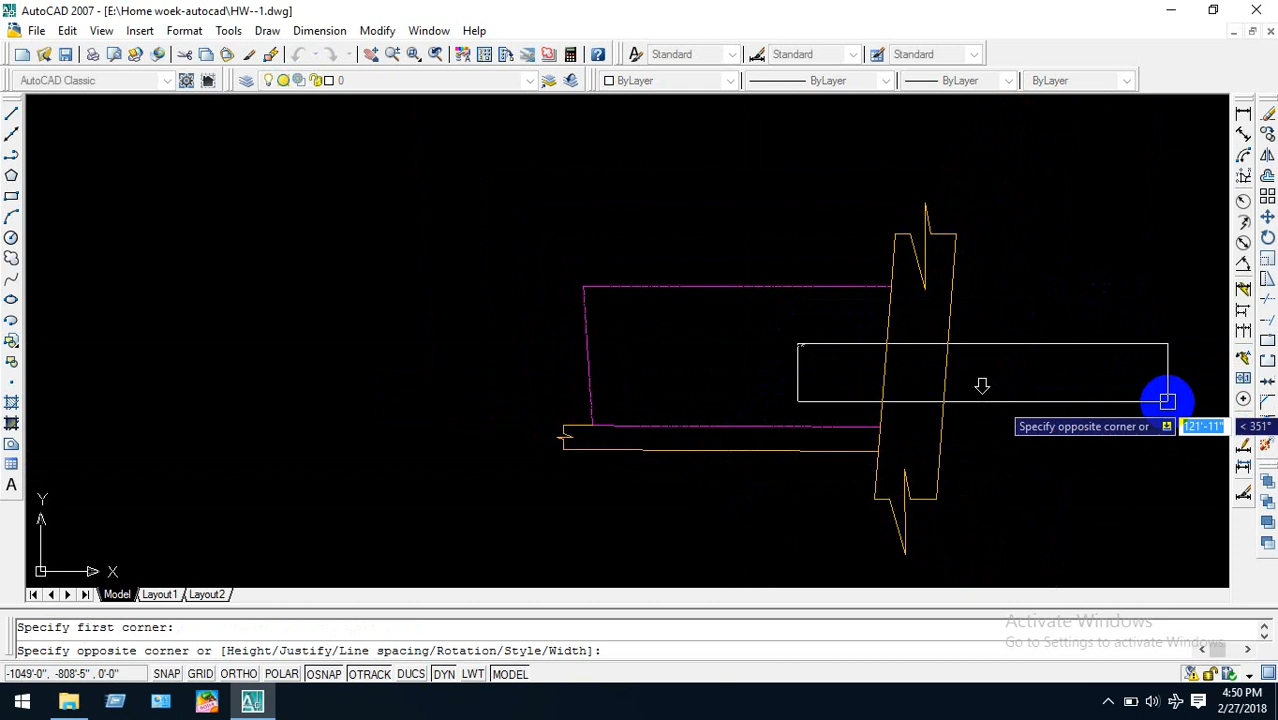 AutoCAD 2007 - [E:\Home woek-autocad\HW--1.dwg]
File Edit View Insert Format Tools Draw Dimension Modify Window Help
Standard Standard Standard
AutoCAD Classic 0 ByLayer ByLayer ByLayer ByLayer
Specify opposite corner or 121'-11" < 351°
Y
X
A
Model Layout1 Layout2
Specify first corner:
Specify opposite corner or [Height/Justify/Line spacing/Rotation/Style/Width]:
Activate Windows
Go to Settings to activate Windows.
-1049'-0", -808'-5" , 0'-0" SNAP GRID ORTHO POLAR OSNAP OTRACK DUCS DYN LWT MODEL
4:50 PM
2/27/2018